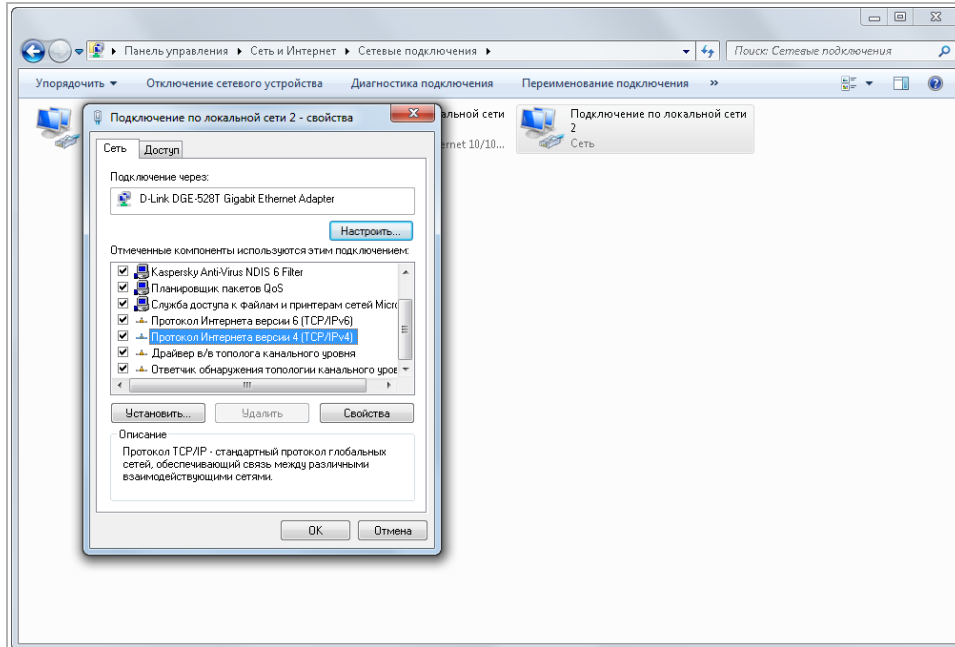 Панель управления ▸ Сеть и Интернет ▸ Сетевые подключения ▸
Поиск: Сетевые подключения
Упорядочить Отключение сетевого устройства Диагностика подключения Переименование подключения »
альной сети
ernet 10/10...
Подключение по локальной сети
2
Сеть
Подключение по локальной сети 2 - свойства
Сеть Доступ
Подключение через:
D-Link DGE-528T Gigabit Ethernet Adapter
Настроить...
Отмеченные компоненты используются этим подключением:
Kaspersky Anti-Virus NDIS 6 Filter
Планировщик пакетов QoS
Служба доступа к файлам и принтерам сетей Micro
Протокол Интернета версии 6 (TCP/IPv6)
Протокол Интернета версии 4 (TCP/IPv4)
Драйвер в/в тополога канального уровня
Ответчик обнаружения топологии канального уров
Установить... Удалить Свойства
Описание
Протокол TCP/IP - стандартный протокол глобальных
сетей, обеспечивающий связь между различными
взаимодействующими сетями.
OK Отмена